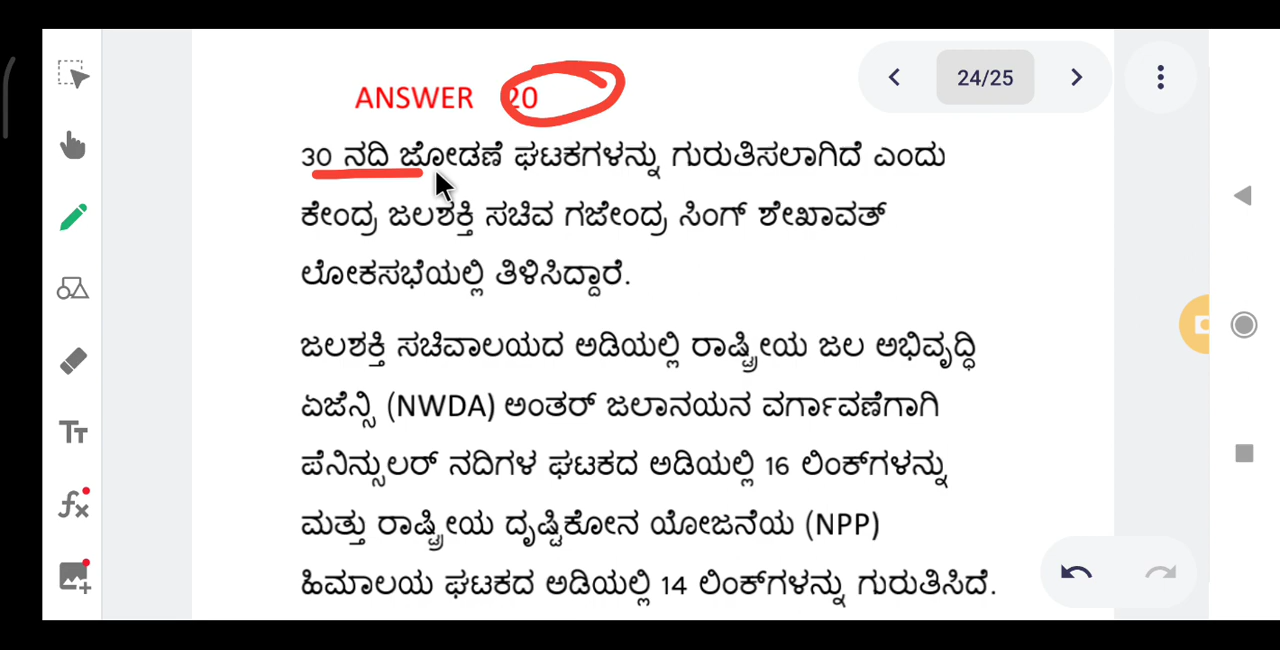 24/25
ANSWER 20
30 ನದಿ ಜೋಡಣೆ ಘಟಕಗಳನ್ನು ಗುರುತಿಸಲಾಗಿದೆ ಎಂದು
ಕೇಂದ್ರ ಜಲಶಕ್ತಿ ಸಚಿವ ಗಜೇಂದ್ರ ಸಿಂಗ್ ಶೇಖಾವತ್
ಲೋಕಸಭೆಯಲ್ಲಿ ತಿಳಿಸಿದ್ದಾರೆ.
ಜಲಶಕ್ತಿ ಸಚಿವಾಲಯದ ಅಡಿಯಲ್ಲಿ ರಾಷ್ಟ್ರೀಯ ಜಲ ಅಭಿವೃದ್ಧಿ
ಏಜೆನ್ಸಿ (NWDA) ಅಂತರ್ ಜಲಾನಯನ ವರ್ಗಾವಣೆಗಾಗಿ
ಪೆನಿನ್ಸುಲರ್ ನದಿಗಳ ಘಟಕದ ಅಡಿಯಲ್ಲಿ 16 ಲಿಂಕ್‌ಗಳನ್ನು
ಮತ್ತು ರಾಷ್ಟ್ರೀಯ ದೃಷ್ಟಿಕೋನ ಯೋಜನೆಯ (NPP)
ಹಿಮಾಲಯ ಘಟಕದ ಅಡಿಯಲ್ಲಿ 14 ಲಿಂಕ್‌ಗಳನ್ನು ಗುರುತಿಸಿದೆ.
Tт
fx